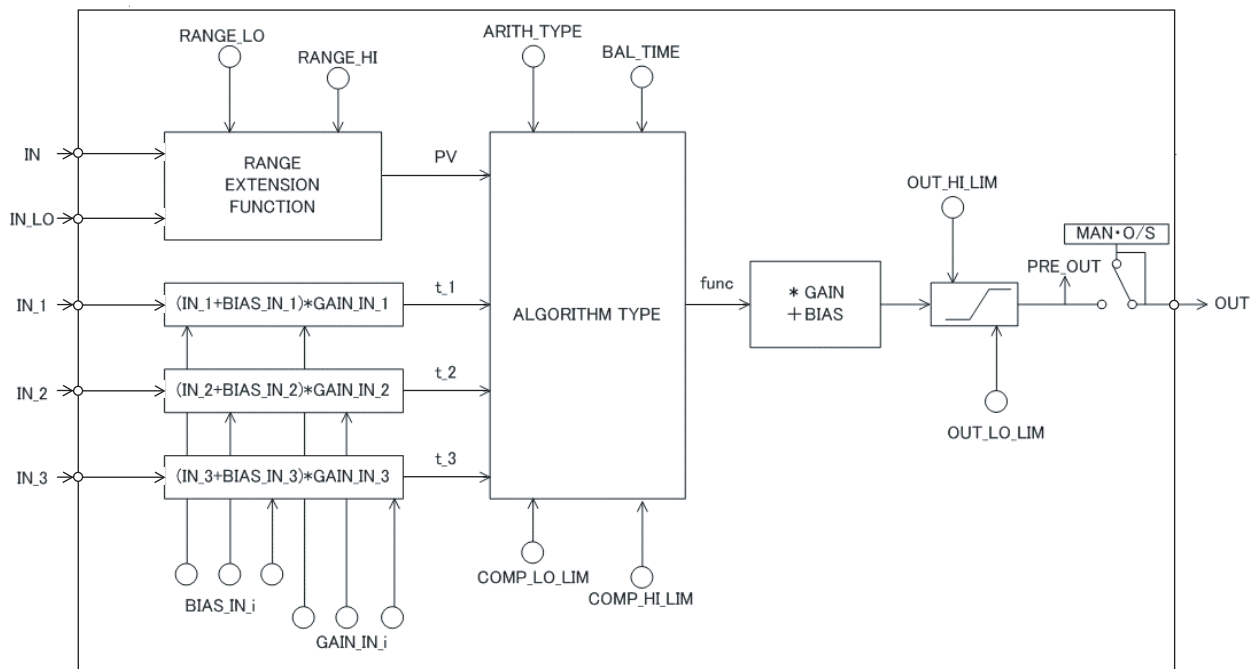 RANGE_LO
RANGE_HI
ARITH_TYPE
BAL_TIME
IN
IN_LO
RANGE
EXTENSION
FUNCTION
PV
OUT_HI_LIM
MAN・O/S
PRE_OUT
OUT
IN_1
(IN_1+BIAS_IN_1)*GAIN_IN_1
t_1
ALGORITHM TYPE
func
* GAIN
+BIAS
IN_2
(IN_2+BIAS_IN_2)*GAIN_IN_2
t_2
OUT_LO_LIM
IN_3
(IN_3+BIAS_IN_3)*GAIN_IN_3
t_3
COMP_LO_LIM
COMP_HI_LIM
BIAS_IN_i
GAIN_IN_i